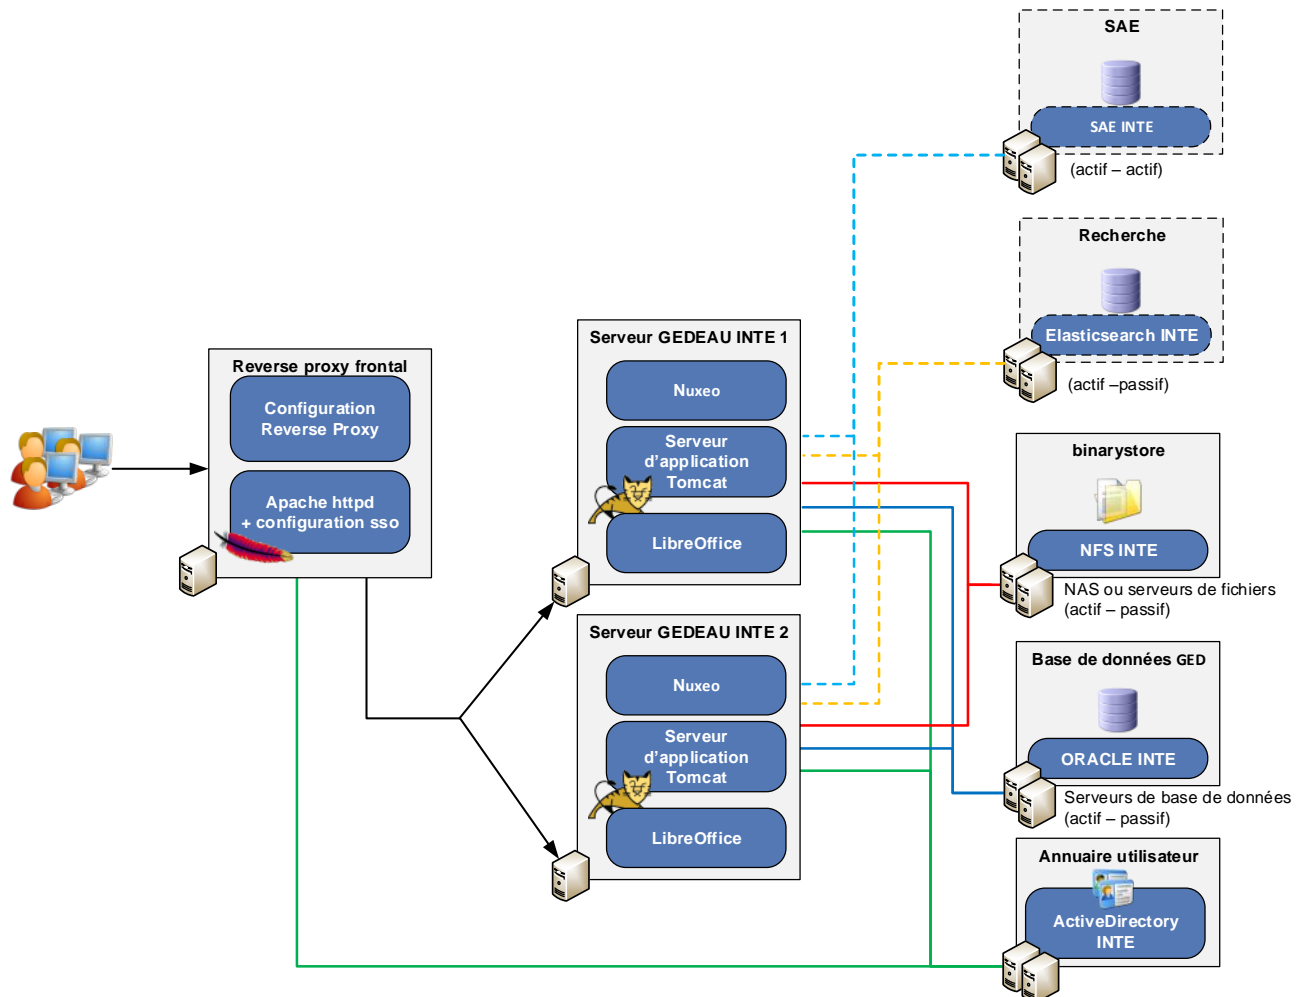 SAE
SAE INTE
(actif – actif)
Recherche
Elasticsearch INTE
(actif –passif)
Serveur GEDEAU INTE 1
Nuxeo
Serveur
d’application
Tomcat
LibreOffice
Reverse proxy frontal
Configuration
Reverse Proxy
Apache httpd
+ configuration sso
binarystore
NFS INTE
NAS ou serveurs de fichiers
(actif – passif)
Serveur GEDEAU INTE 2
Nuxeo
Serveur
d’application
Tomcat
LibreOffice
Base de données GED
ORACLE INTE
Serveurs de base de données
(actif – passif)
Annuaire utilisateur
ActiveDirectory
INTE